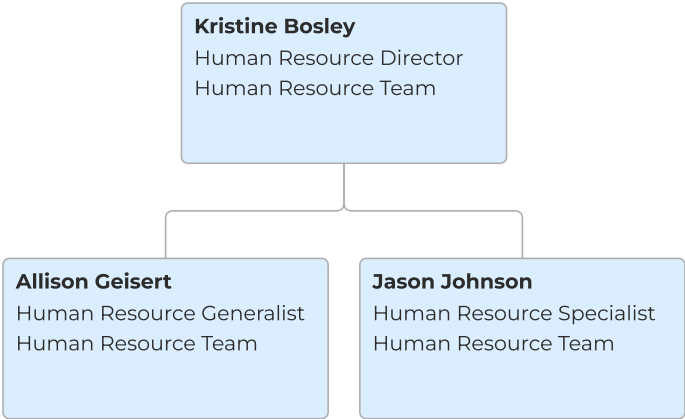 Kristine Bosley
Human Resource Director
Human Resource Team
Allison Geisert
Human Resource Generalist
Human Resource Team
Jason Johnson
Human Resource Specialist
Human Resource Team